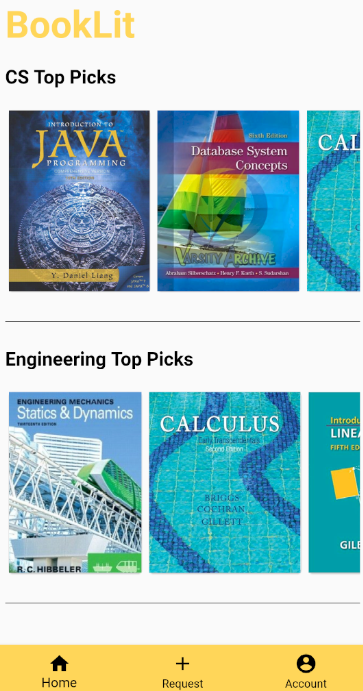 BookLit
CS Top Picks
INTRODUCTION TO
JAVA
PROGRAMMING
Y. Daniel Liang
Sixth Edition
Database System
Concepts
VARSITY ARCHIVE
Abraham Silberschatz • Henry F. Korth • S. Sudarshan
CAL
Engineering Top Picks
ENGINEERING MECHANICS
Statics & Dynamics
THIRTEENTH EDITION
R. C. HIBBELER
CALCULUS
Early Transcendentals
Second Edition
BRIGGS
COCHRAN
GILLETT
Introdu
LINEA
FIFTH ED
GILB
Home
Request
Account